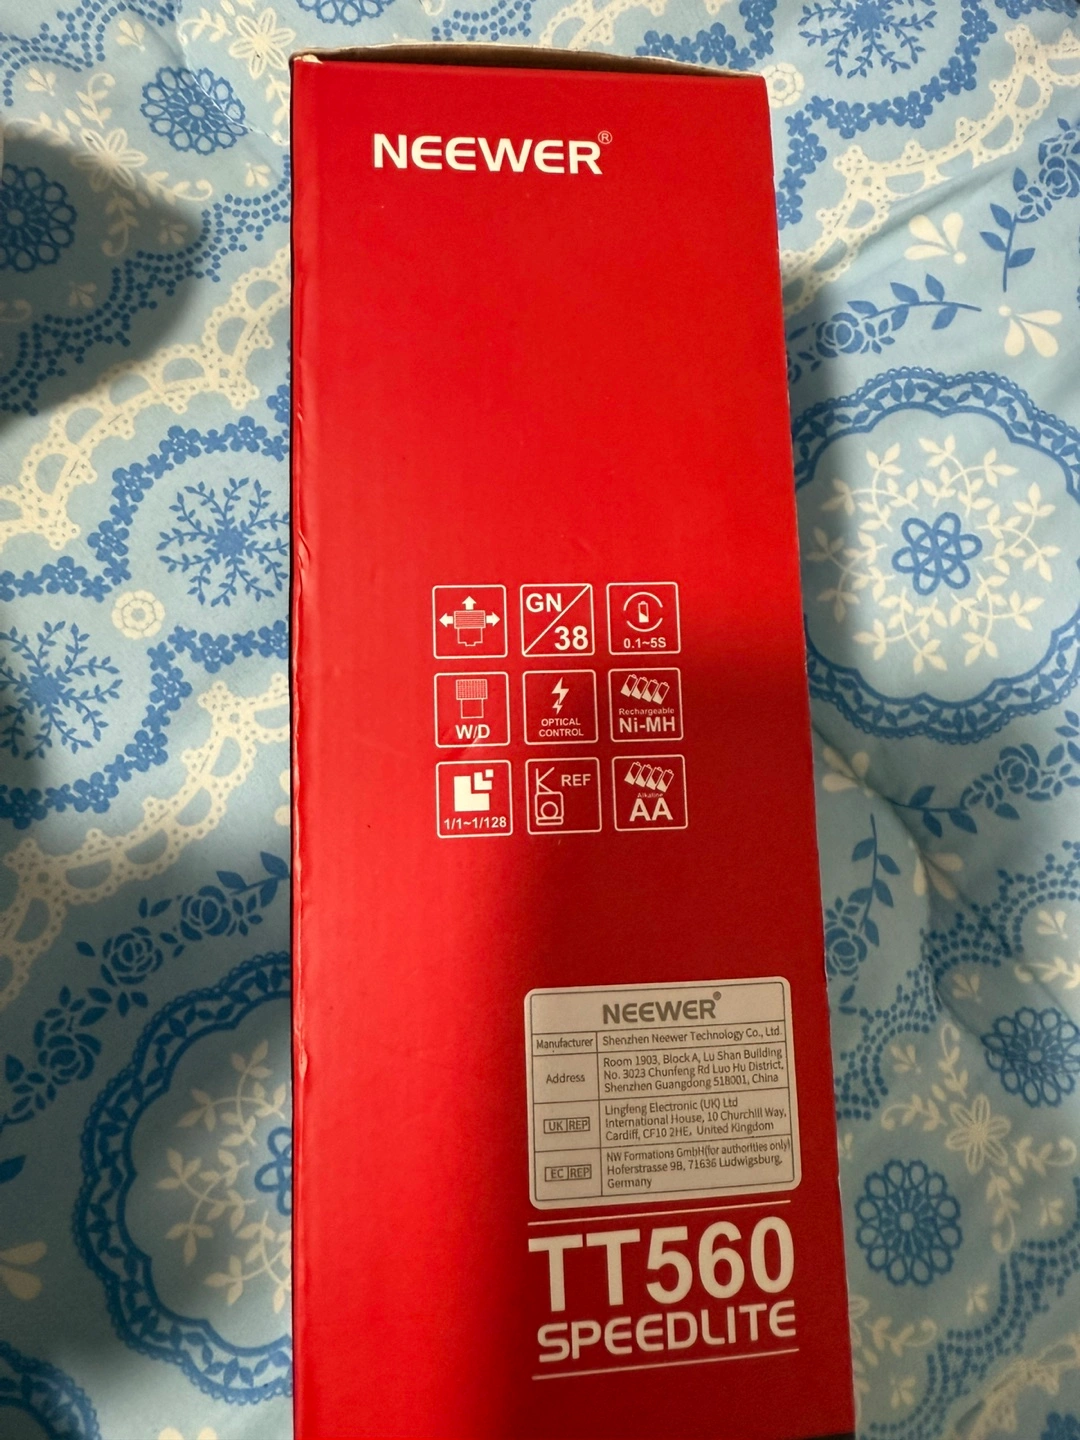 NEEWER®
GN
38
0.1~5S
W/D
OPTICAL
CONTROL
Rechargeable
Ni-MH
1/1~1/128
REF
Alkaline
AA
NEEWER®
Manufacturer Shenzhen Neewer Technology Co., Ltd
Address
Room 1903, Block A, Lu Shan Building
No. 3023 Chunfeng Rd Luo Hu District,
Shenzhen Guangdong 518001, China
UK REP
Lingfeng Electronic (UK) Ltd
International House, 10 Churchill Way,
Cardiff, CF10 2HE, United Kingdom
EC REP
NW Formations GmbH(for authorities only)
Hoferstrasse 9B, 71636 Ludwigsburg,
Germany
TT560
SPEEDLITE